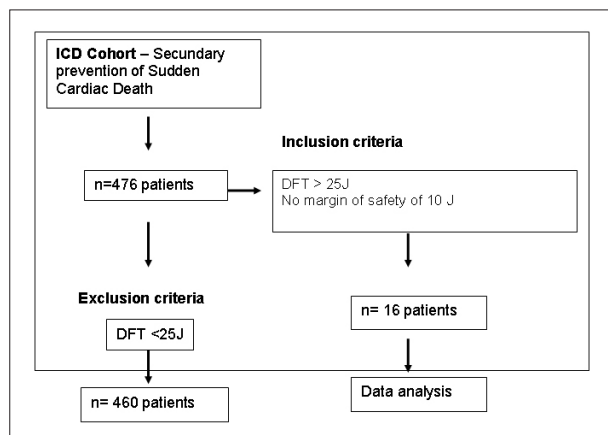 ICD Cohort – Secundary
prevention of Sudden
Cardiac Death
Inclusion criteria
n=476 patients
DFT > 25J
No margin of safety of 10 J
Exclusion criteria
n= 16 patients
DFT <25J
n= 460 patients
Data analysis